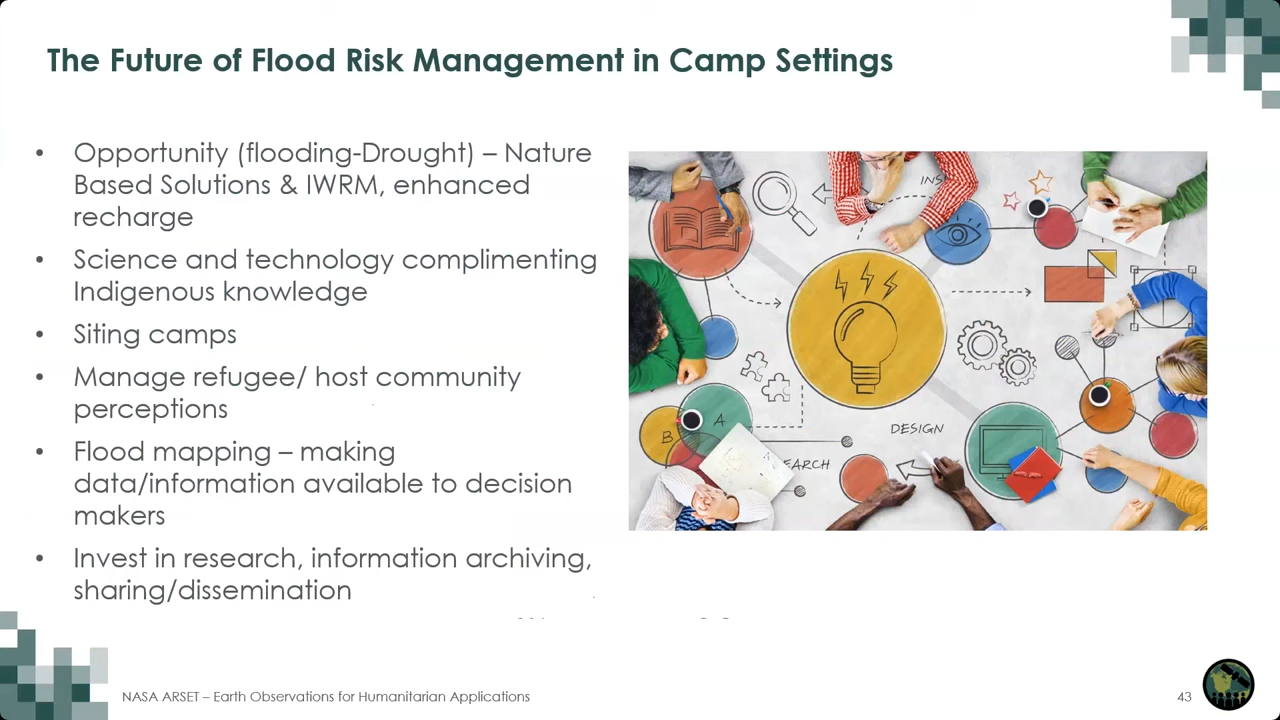 The Future of Flood Risk Management in Camp Settings
• Opportunity (flooding-Drought) – Nature
Based Solutions & IWRM, enhanced
recharge
• Science and technology complimenting
Indigenous knowledge
• Siting camps
• Manage refugee/ host community
perceptions
• Flood mapping – making
data/information available to decision
makers
• Invest in research, information archiving,
sharing/dissemination
INS
A
B
DESIGN
EARCH
NASA ARSET – Earth Observations for Humanitarian Applications
43